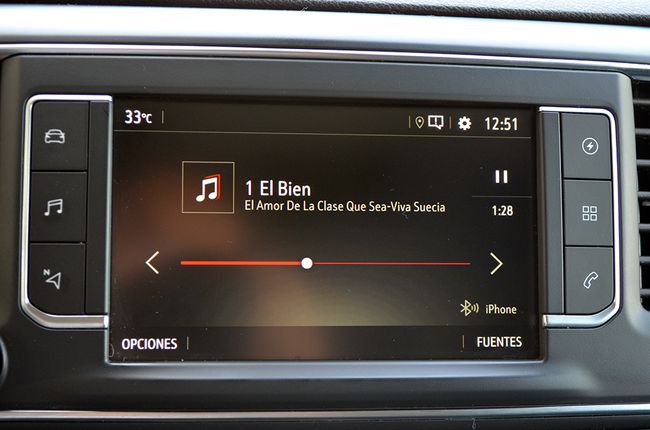 33°C
12:51
1 El Bien
El Amor De La Clase Que Sea-Viva Suecia
1:28
N
iPhone
OPCIONES
FUENTES